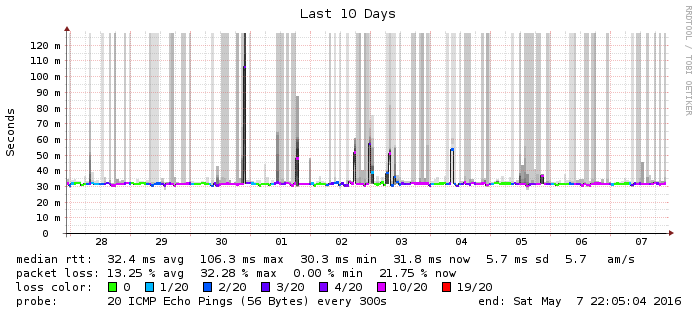 Last 10 Days
RRDTOOL / TOBI OETIKER
Seconds
120 m
110 m
100 m
90 m
80 m
70 m
60 m
50 m
40 m
30 m
20 m
10 m
0
28 29 30 01 02 03 04 05 06 07
median rtt: 32.4 ms avg 106.3 ms max 30.3 ms min 31.8 ms now 5.7 ms sd 5.7 am/s
packet loss: 13.25 % avg 32.28 % max 0.00 % min 21.75 % now
loss color: 0 1/20 2/20 3/20 4/20 10/20 19/20
probe: 20 ICMP Echo Pings (56 Bytes) every 300s end: Sat May 7 22:05:04 2016